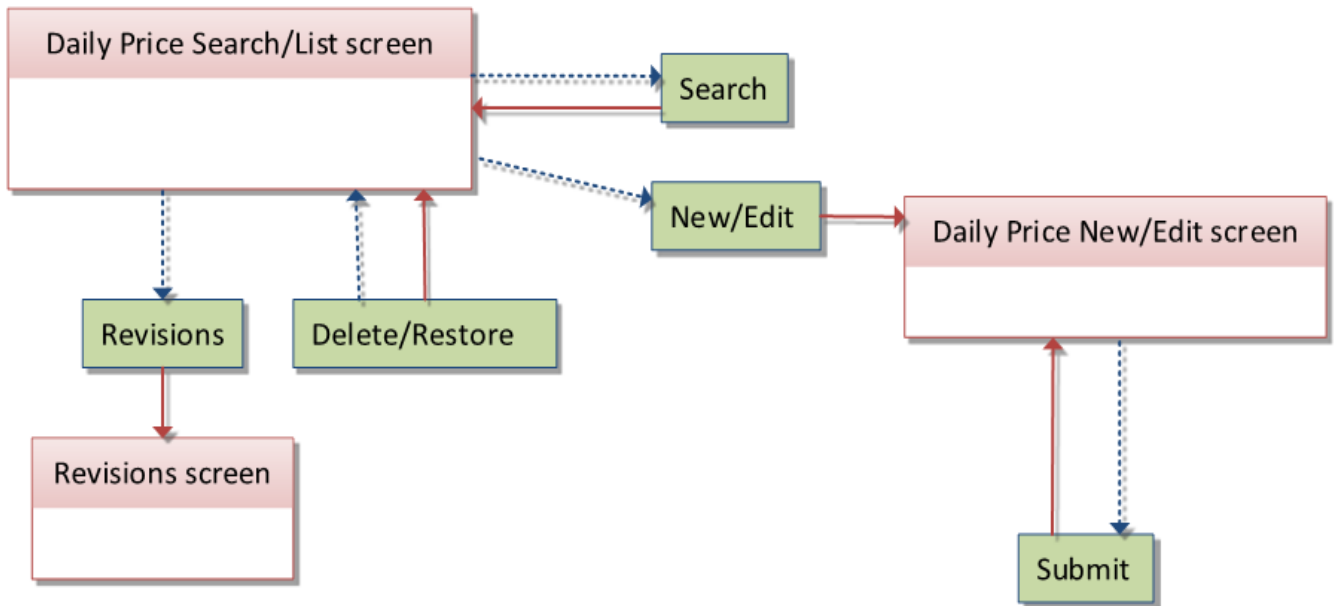 Daily Price Search/List screen
Search
New/Edit
Daily Price New/Edit screen
Revisions
Delete/Restore
Revisions screen
Submit